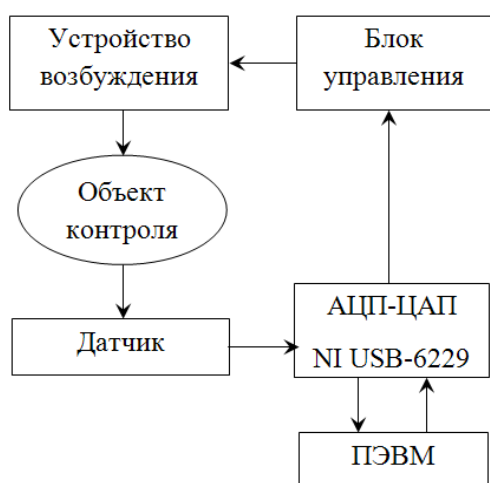 Устройство
возбуждения
Блок
управления
Объект
контроля
Датчик
АЦП-ЦАП
NI USB-6229
ПЭВМ